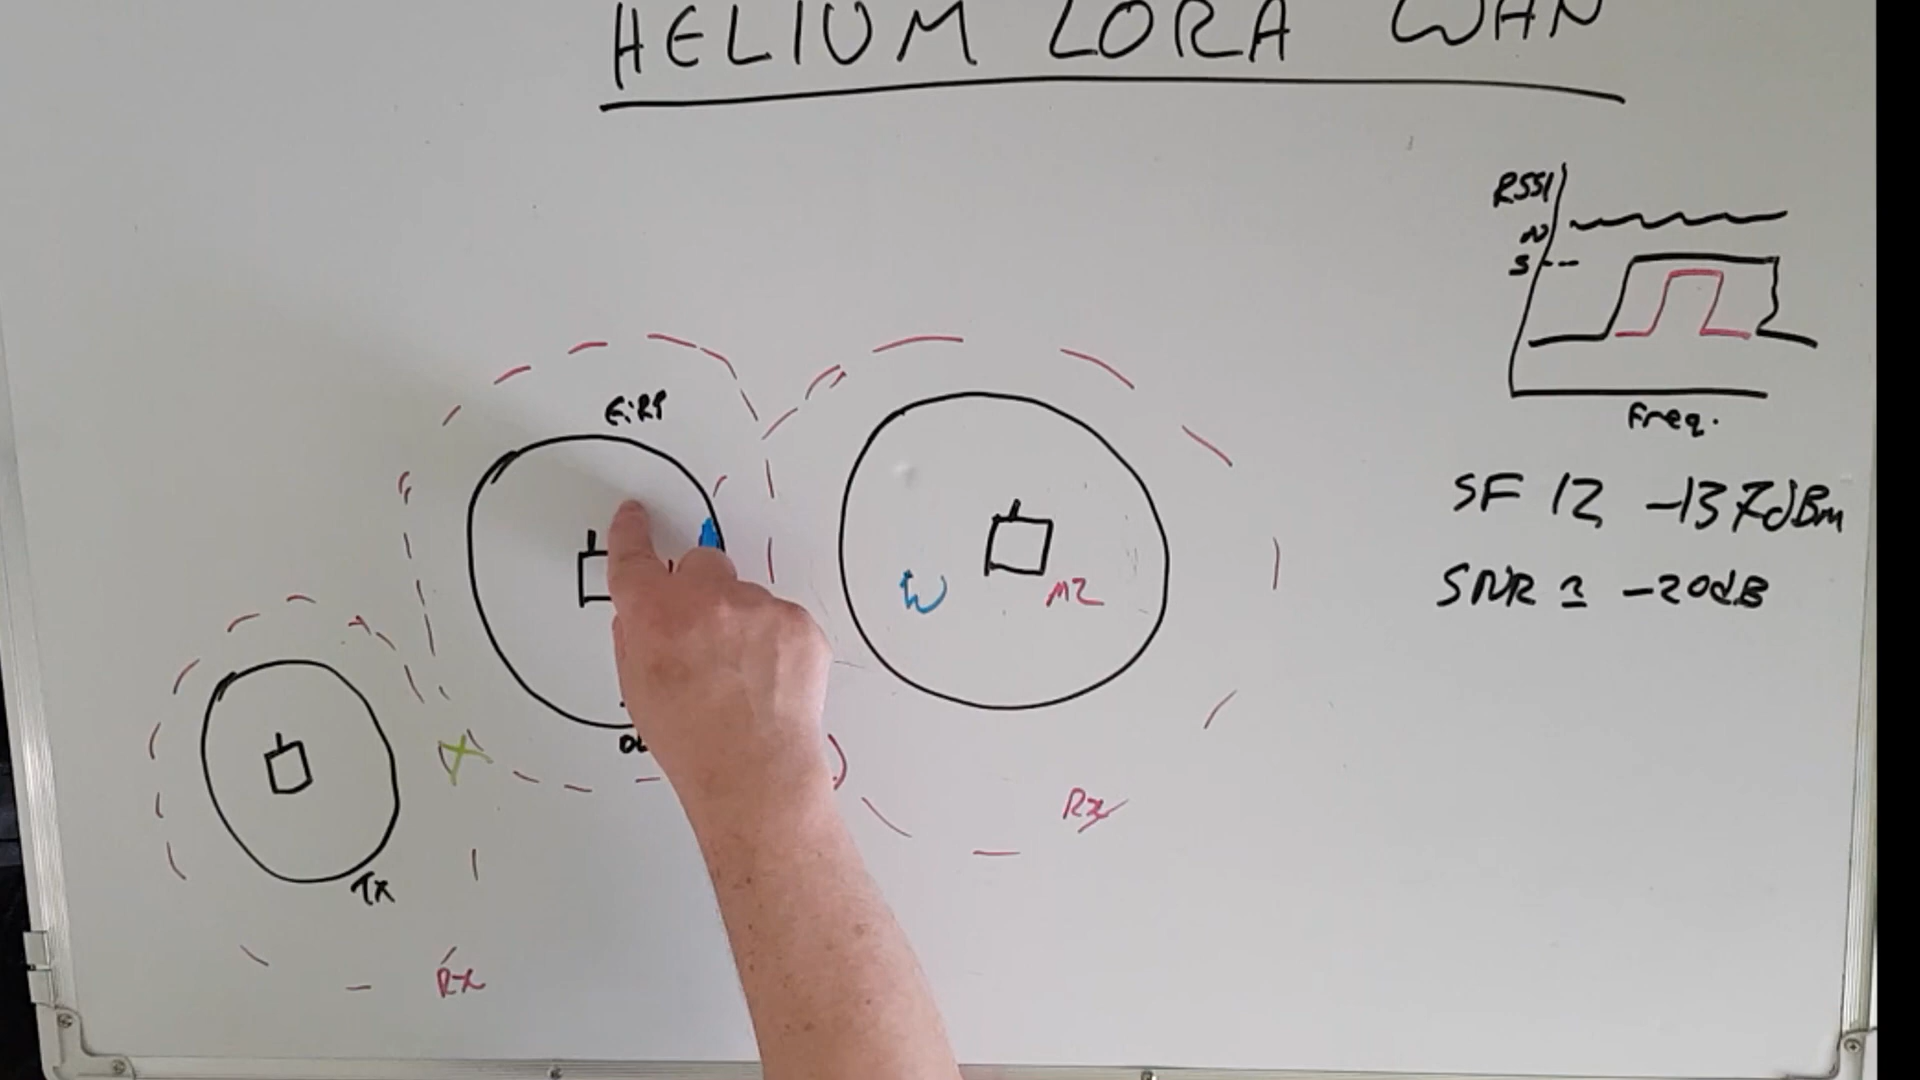 HELIUM LORA WAN
RSSI
N
S
Freq.
SF 12 -137dBm
SNR -20dB
EiRP
W
M2
Rx
Tx
Rx